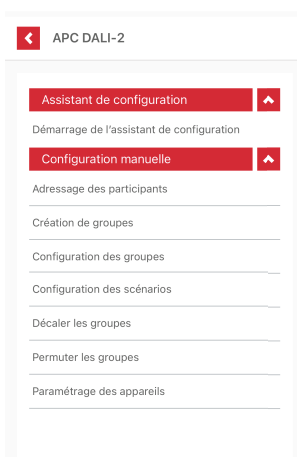 APC DALI-2
Assistant de configuration
Démarrage de l'assistant de configuration
Configuration manuelle
Adressage des participants
Création de groupes
Configuration des groupes
Configuration des scénarios
Décaler les groupes
Permuter les groupes
Paramétrage des appareils